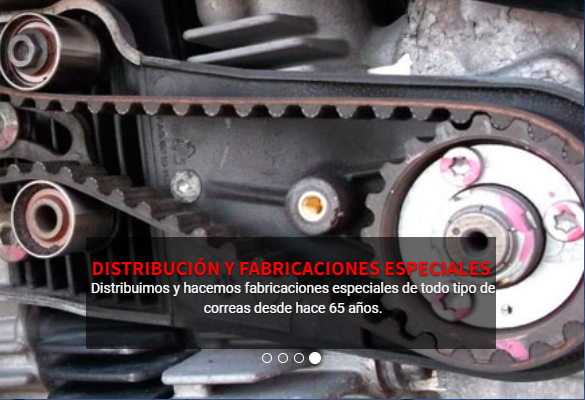 DISTRIBUCIÓN Y FABRICACIONES ESPECIALES
Distribuimos y hacemos fabricaciones especiales de todo tipo de
correas desde hace 65 años.